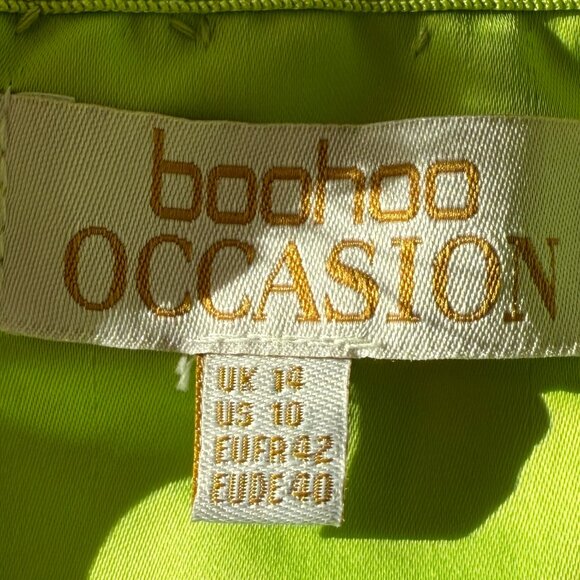 boohoo
OCCASION
UK 14
US 10
EUFR 42
EUDE 40